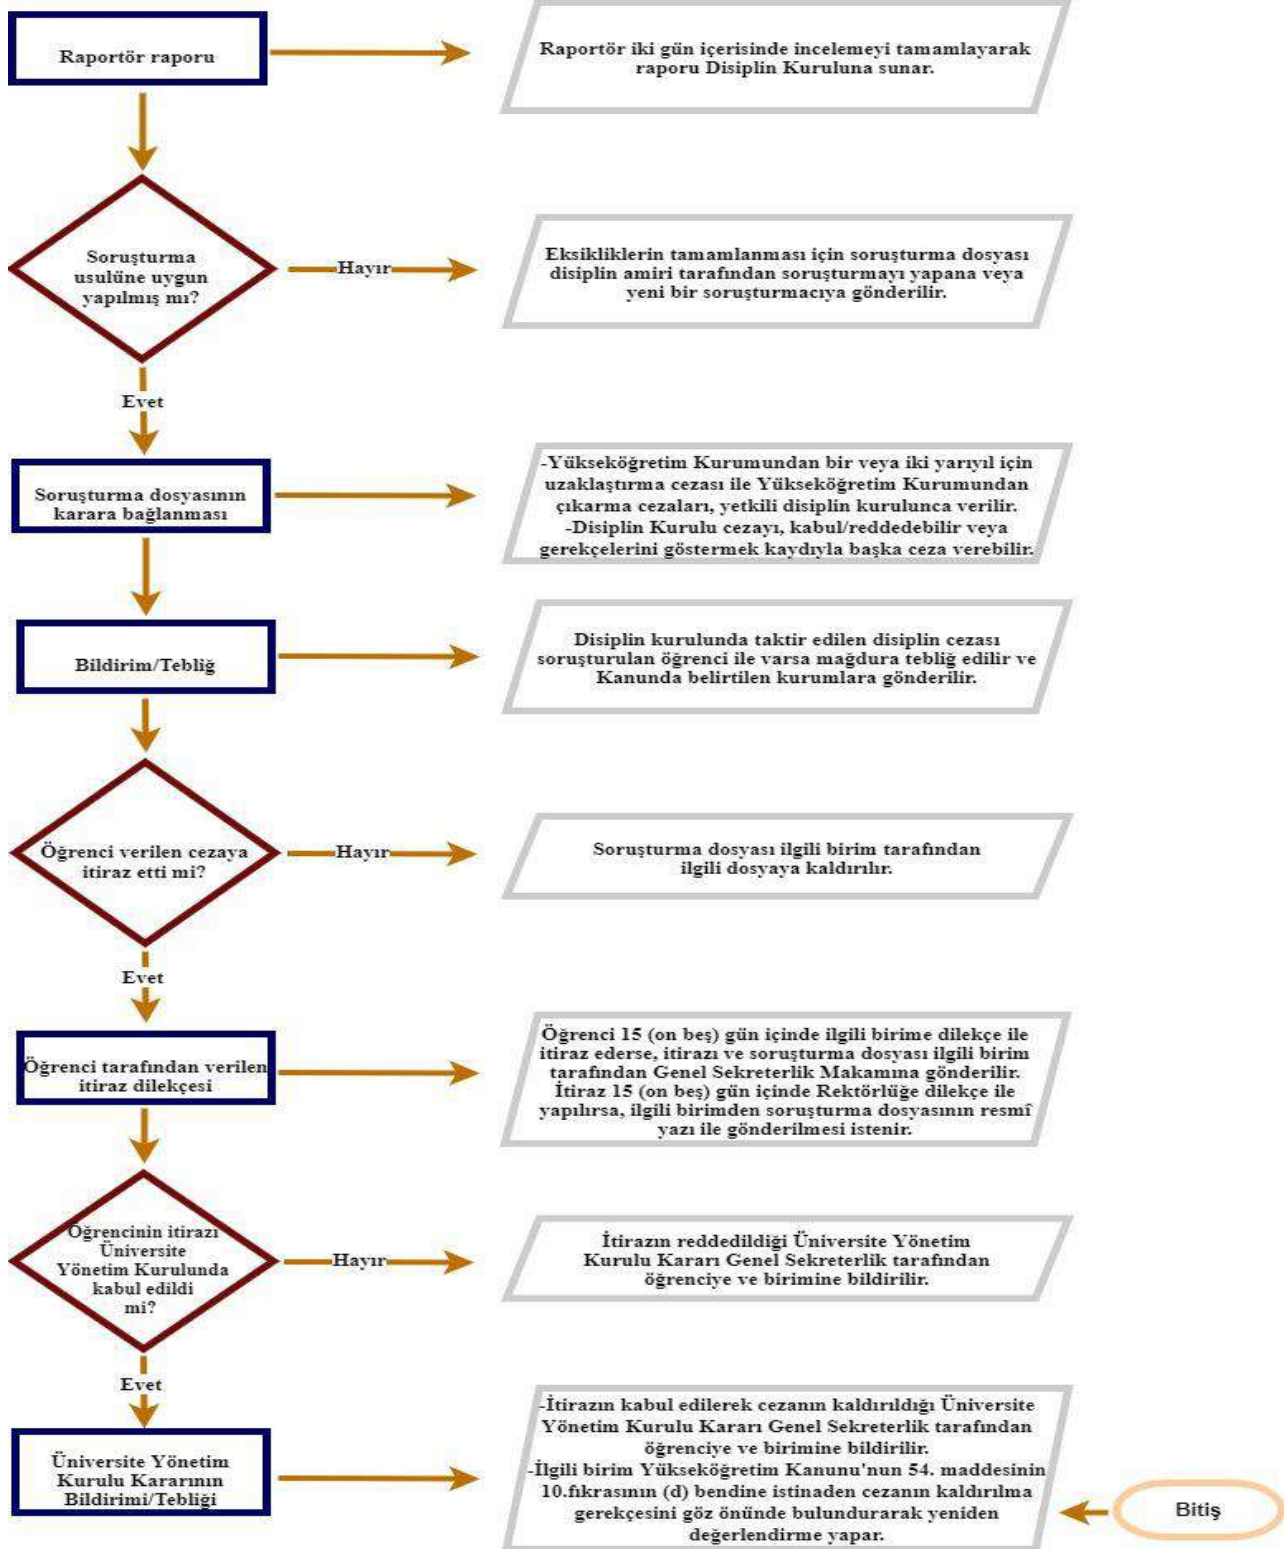 Raportör raporu
Raportör iki gün içerisinde incelemeyi tamamlayarak
raporu Disiplin Kuruluna sunar.
Soruşturma
usulüne uygun
yapılmış mı?
Hayır
Eksikliklerin tamamlanması için soruşturma dosyası
disiplin amiri tarafından soruşturmayı yapana veya
yeni bir soruşturmacıya gönderilir.
Evet
Soruşturma dosyasının
karara bağlanması
-Yükseköğretim Kurumundan bir veya iki yarıyıl için
uzaklaştırma cezası ile Yükseköğretim Kurumundan
çıkarma cezaları, yetkili disiplin kurulunca verilir.
-Disiplin Kurulu cezayı, kabul/reddedebilir veya
gerekçelerini göstermek kaydıyla başka ceza verebilir.
Bildirim/Tebliğ
Disiplin kurulunda taktir edilen disiplin cezası
soruşturulan öğrenci ile varsa mağdura tebliğ edilir ve
Kanunda belirtilen kurumlara gönderilir.
Öğrenci verilen cezaya
itiraz etti mi?
Hayır
Soruşturma dosyası ilgili birim tarafından
ilgili dosyaya kaldırılır.
Evet
Öğrenci tarafından verilen
itiraz dilekçesi
Öğrenci 15 (on beş) gün içinde ilgili birime dilekçe ile
itiraz ederse, itirazı ve soruşturma dosyası ilgili birim
tarafından Genel Sekreterlik Makamına gönderilir.
İtiraz 15 (on beş) gün içinde Rektörlüğe dilekçe ile
yapılırsa, ilgili birimden soruşturma dosyasının resmî
yazı ile gönderilmesi istenir.
Öğrencinin itirazı
Üniversite
Yönetim Kurulunda
kabul edildi
mi?
Hayır
İtirazın reddedildiği Üniversite Yönetim
Kurulu Kararı Genel Sekreterlik tarafından
öğrenciye ve birimine bildirilir.
Evet
Üniversite Yönetim
Kurulu Kararının
Bildirimi/Tebliği
-İtirazın kabul edilerek cezanın kaldırıldığı Üniversite
Yönetim Kurulu Kararı Genel Sekreterlik tarafından
öğrenciye ve birimine bildirilir.
-İlgili birim Yükseköğretim Kanunu'nun 54. maddesinin
10.fıkrasının (d) bendine istinaden cezanın kaldırılma
gerekçesini göz önünde bulundurarak yeniden
değerlendirme yapar.
Bitiş